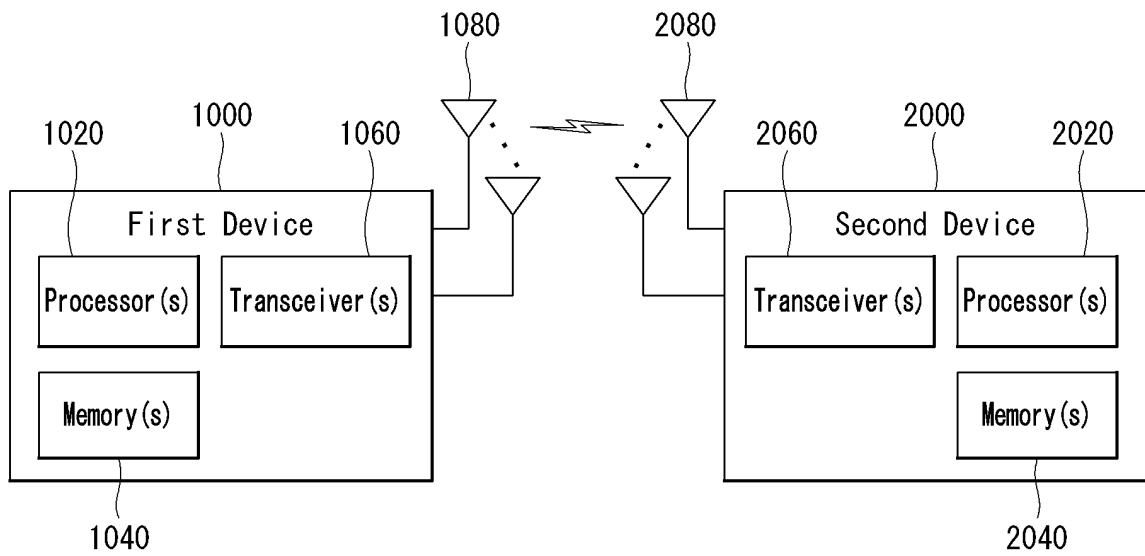 1080 2080
1020 1000 1060 2060 2000 2020
First Device Second Device
Processor(s) Transceiver(s) Transceiver(s) Processor(s)
Memory(s) Memory(s)
1040 2040